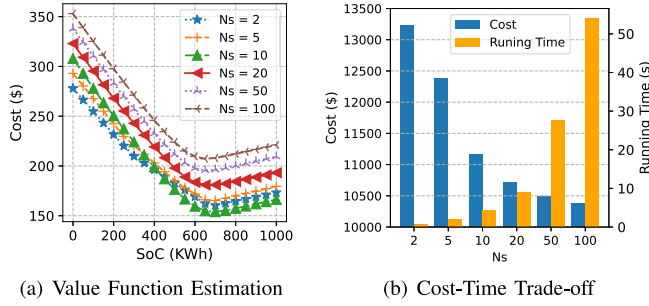 350
300
250
200
150
Cost ($)
0 200 400 600 800 1000
SoC (KWh)
Ns = 2
Ns = 5
Ns = 10
Ns = 20
Ns = 50
Ns = 100
(a) Value Function Estimation
13500
13000
12500
12000
11500
11000
10500
10000
Cost ($)
Cost
Runing Time
2 5 10 20 50 100
Ns
50
40
30
20
10
0
Running Time (s)
(b) Cost-Time Trade-off